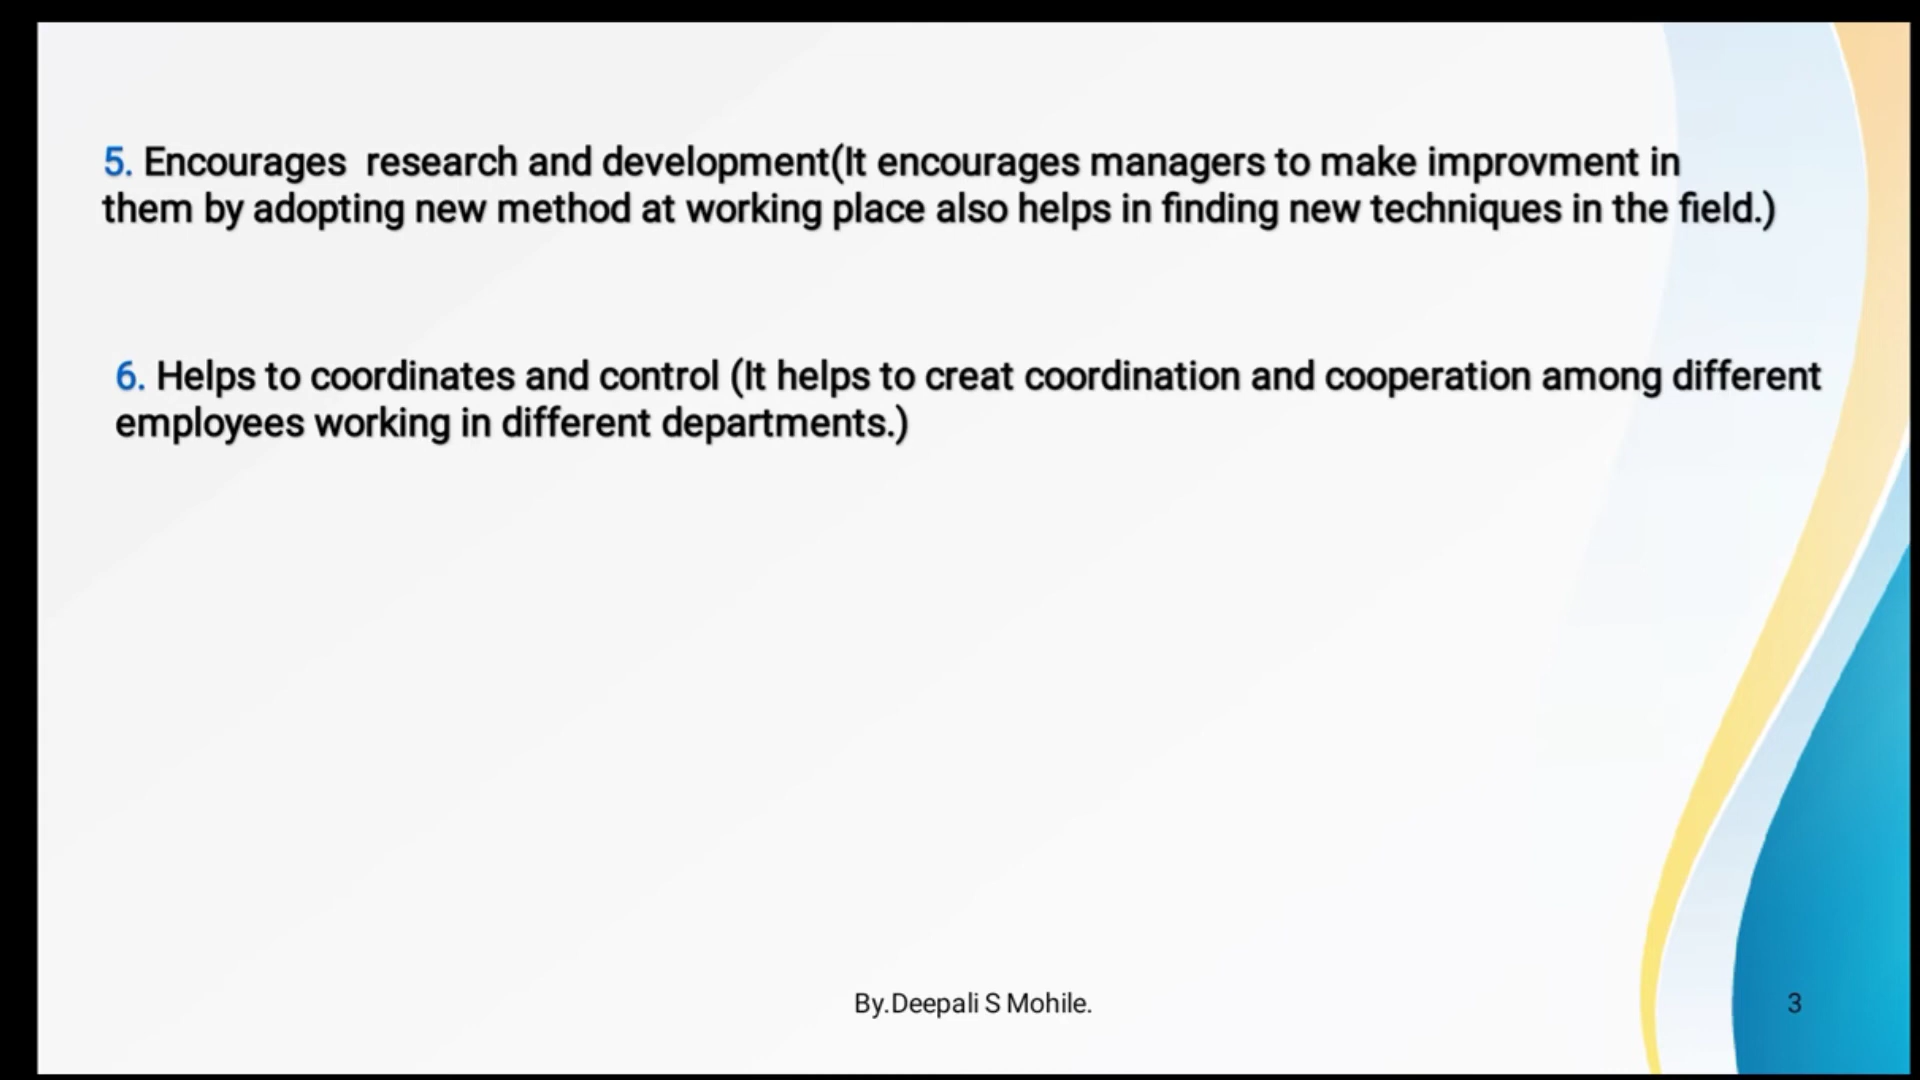 5. Encourages research and development(It encourages managers to make improvment in
them by adopting new method at working place also helps in finding new techniques in the field.)
6. Helps to coordinates and control (It helps to creat coordination and cooperation among different
employees working in different departments.)
By.Deepali S Mohile.
3